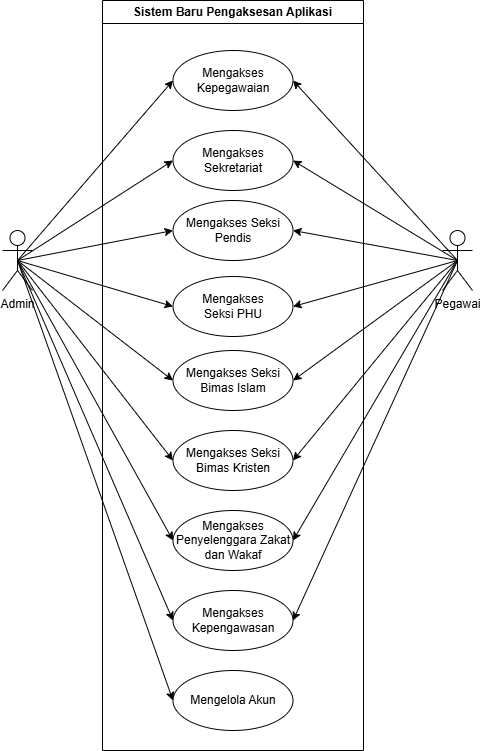 Sistem Baru Pengaksesan Aplikasi
Mengakses
Kepegawaian
Mengakses
Sekretariat
Mengakses Seksi
Pendis
Admin
Pegawai
Mengakses
Seksi PHU
Mengakses Seksi
Bimas Islam
Mengakses Seksi
Bimas Kristen
Mengakses
Penyelenggara Zakat
dan Wakaf
Mengakses
Kepengawasan
Mengelola Akun